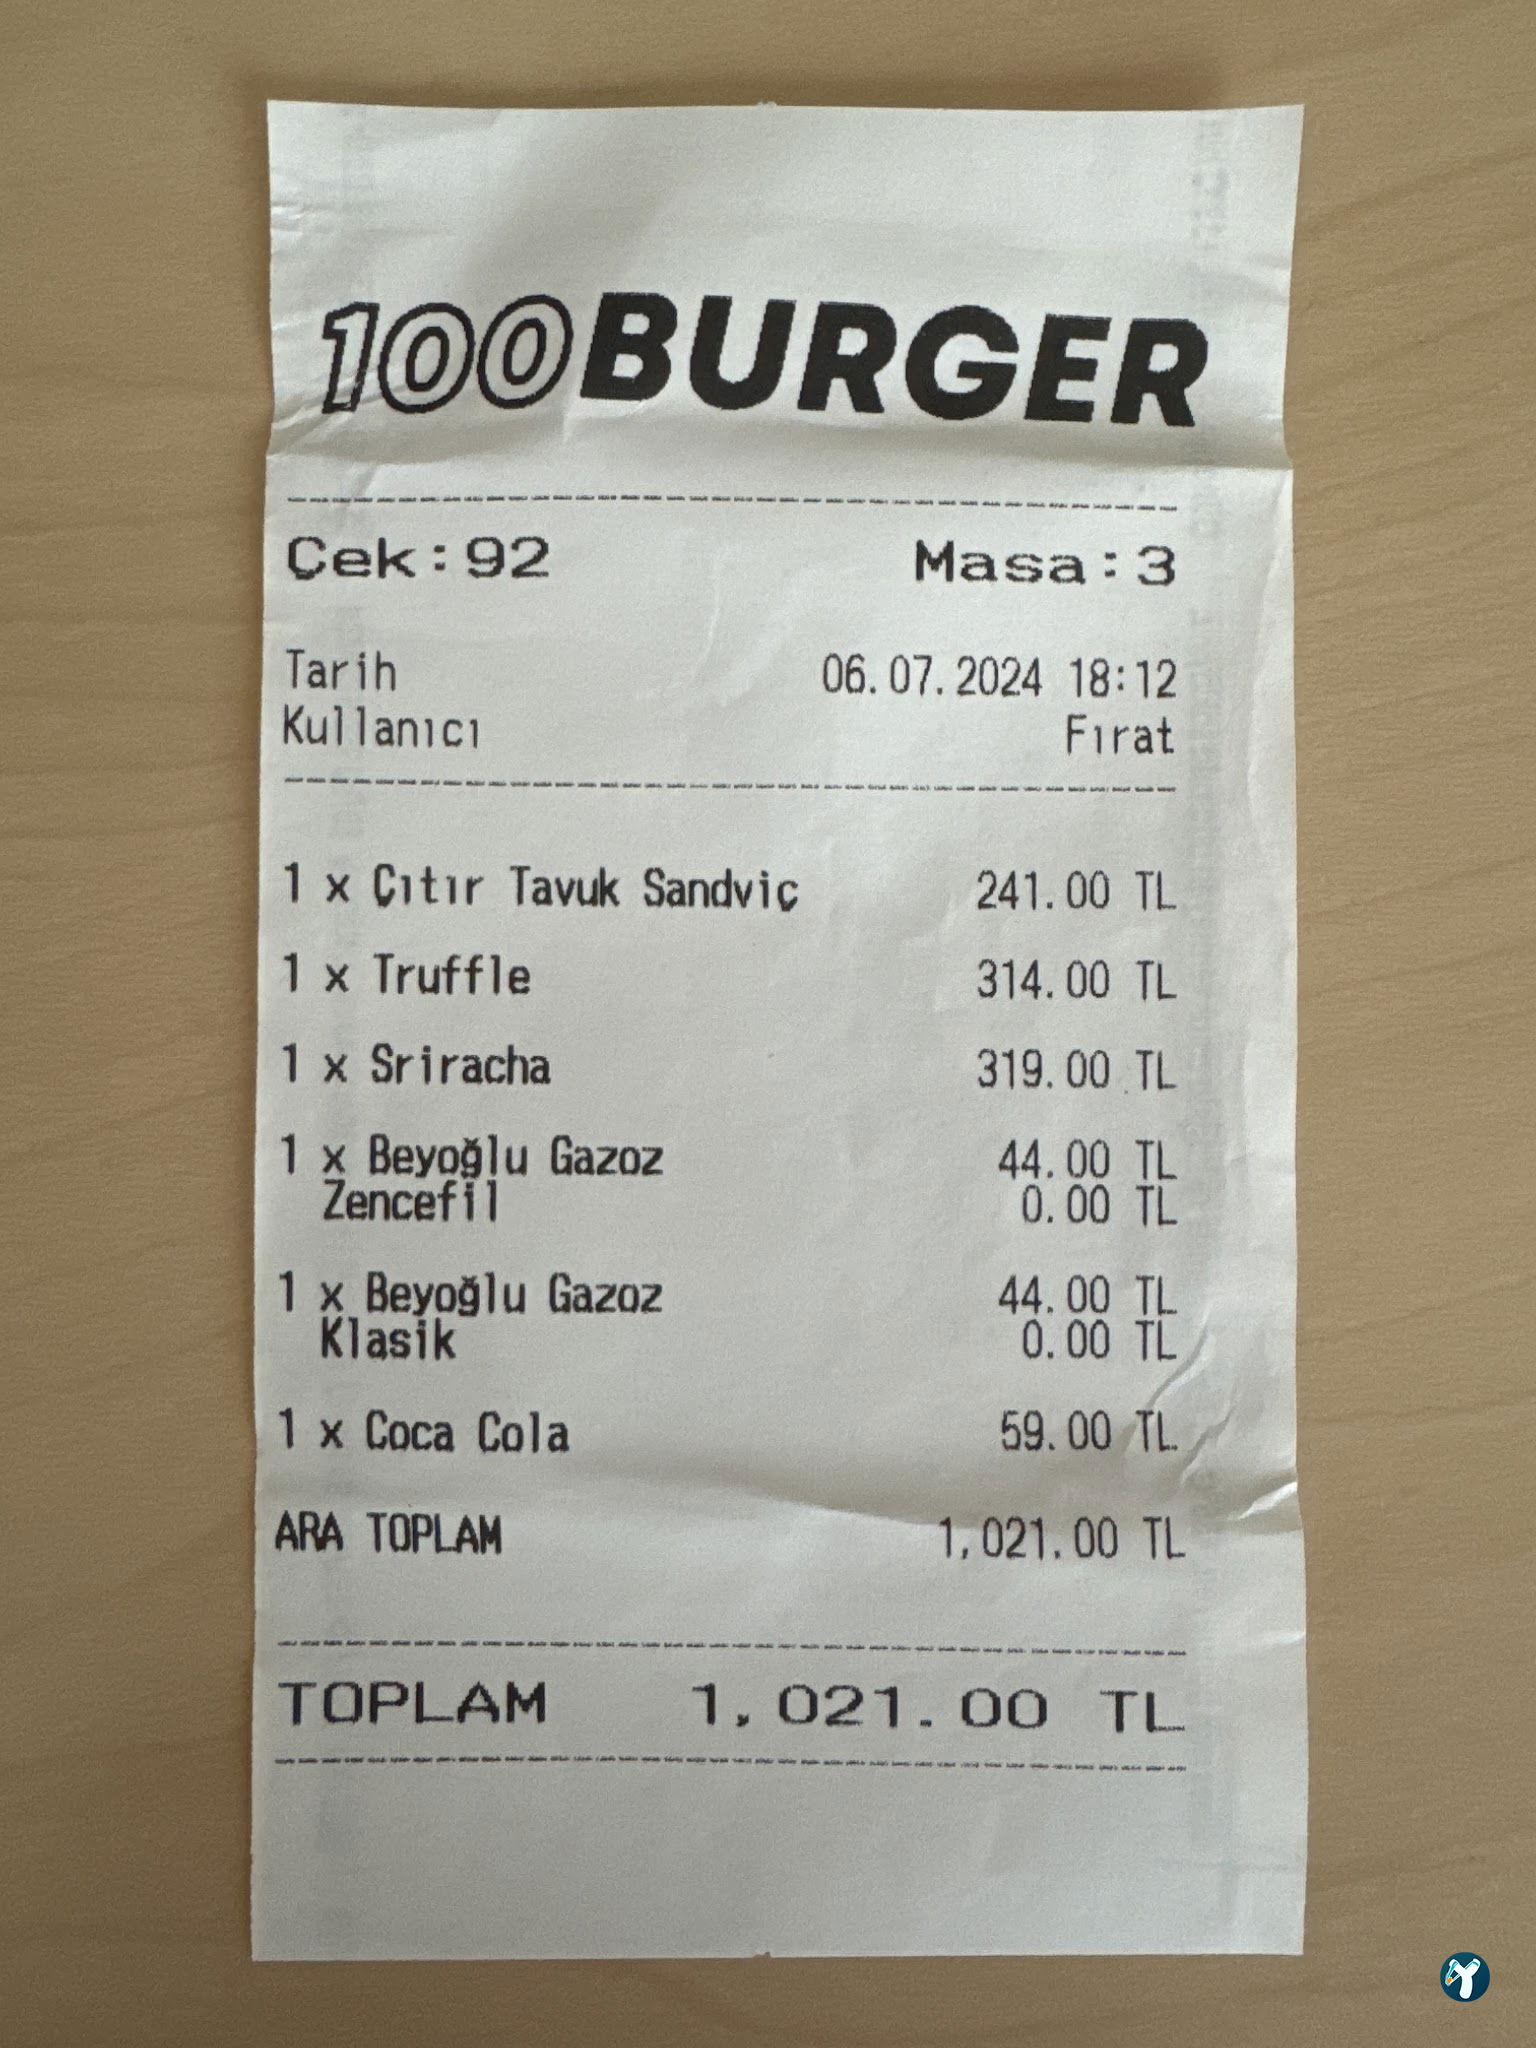 100BURGER
Çek:92 Masa:3
Tarih 06.07.2024 18:12
Kullanıcı Fırat
1 x Çıtır Tavuk Sandviç 241.00 TL
1 x Truffle 314.00 TL
1 x Sriracha 319.00 TL
1 x Beyoğlu Gazoz 44.00 TL
Zencefil 0.00 TL
1 x Beyoğlu Gazoz 44.00 TL
Klasik 0.00 TL
1 x Coca Cola 59.00 TL
ARA TOPLAM 1,021.00 TL
TOPLAM 1,021.00 TL